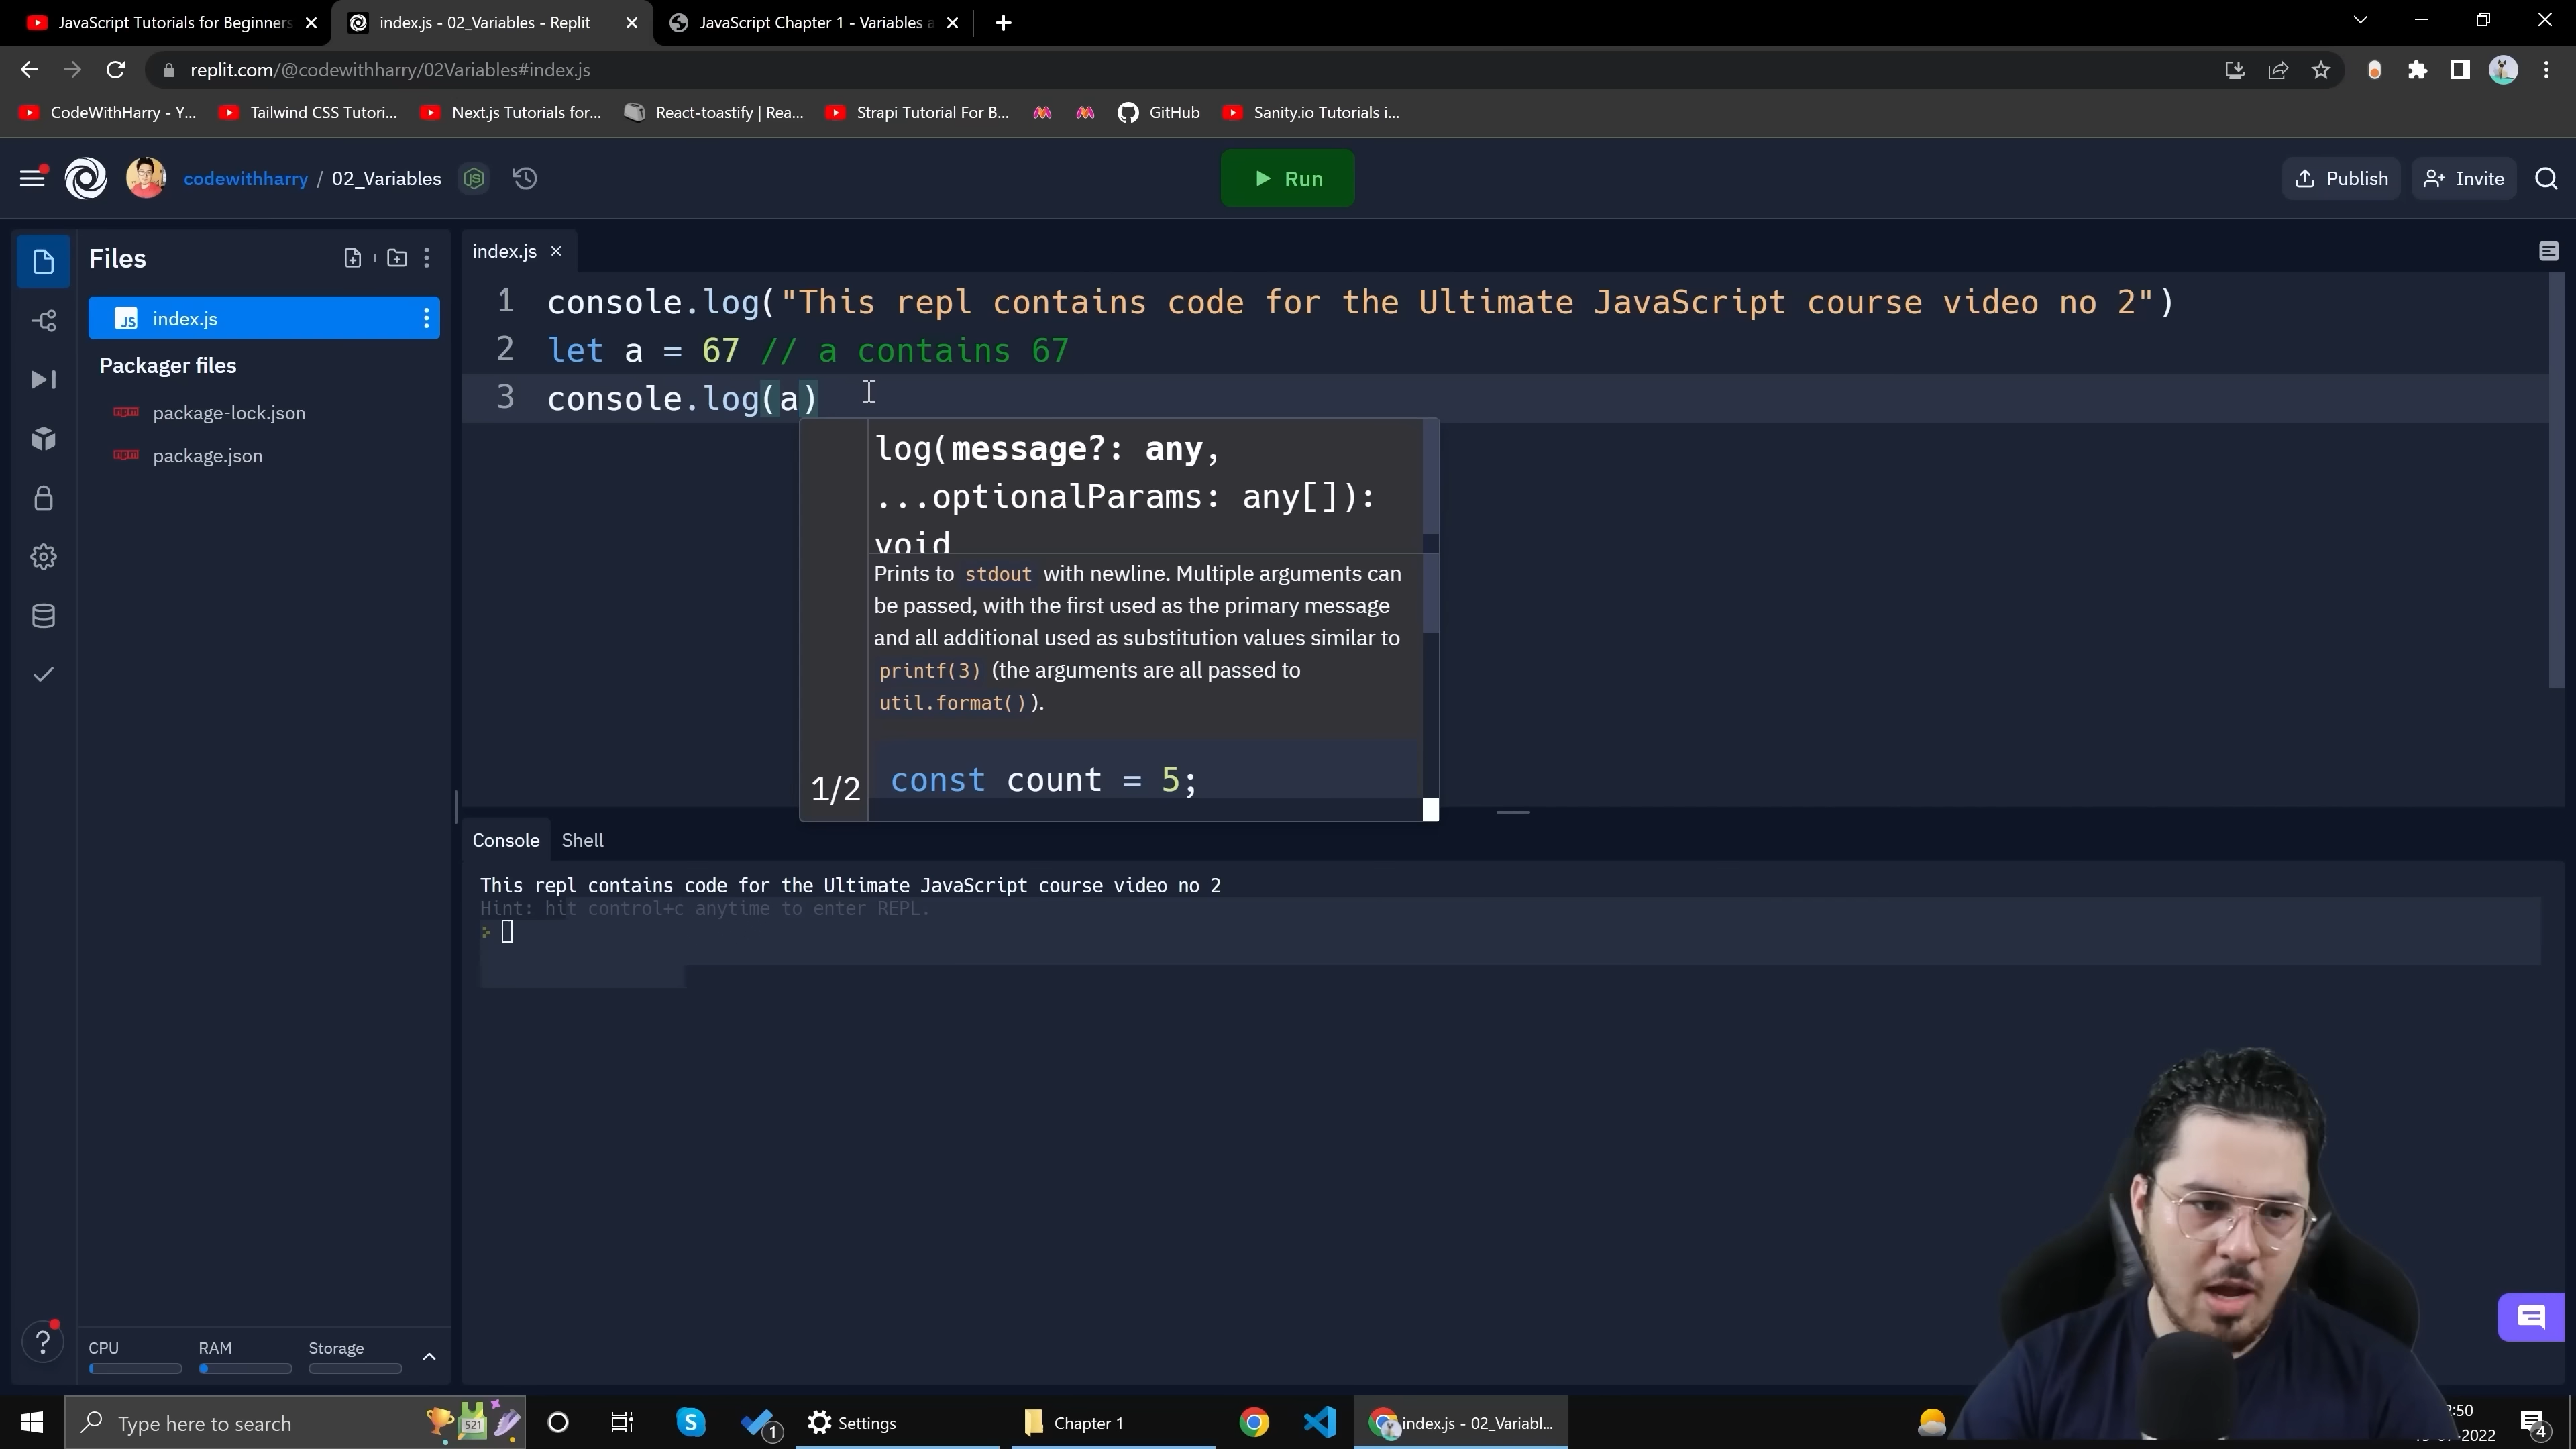 JavaScript Tutorials for Beginners
index.js - 02_Variables - Replit
JavaScript Chapter 1 - Variables a
replit.com/@codewithharry/02Variables#index.js
CodeWithHarry - Y...
Tailwind CSS Tutori...
Next.js Tutorials for...
React-toastify | Rea...
Strapi Tutorial For B...
GitHub
Sanity.io Tutorials i...
codewithharry / 02_Variables
Run
Publish
Invite
Files
index.js
Packager files
package-lock.json
package.json
index.js
1 console.log("This repl contains code for the Ultimate JavaScript course video no 2")
2 let a = 67 // a contains 67
3 console.log(a)
log(message?: any,
...optionalParams: any[]):
void
Prints to stdout with newline. Multiple arguments can
be passed, with the first used as the primary message
and all additional used as substitution values similar to
printf(3) (the arguments are all passed to
util.format()).
1/2
const count = 5;
Console
Shell
This repl contains code for the Ultimate JavaScript course video no 2
Hint: hit control+c anytime to enter REPL.
CPU
RAM
Storage
Type here to search
521
1
Settings
Chapter 1
index.js - 02_Variabl...
:50
2022
4